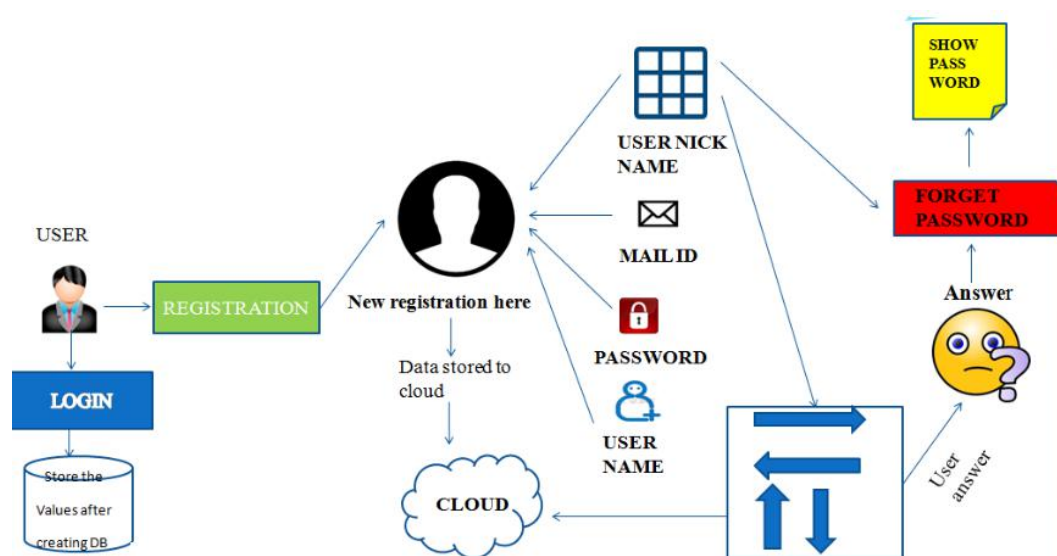 USER
REGISTRATION
LOGIN
Store the
Values after
creating DB
New registration here
Data stored to
cloud
CLOUD
USER NICK
NAME
MAIL ID
PASSWORD
USER
NAME
SHOW
PASS
WORD
FORGET
PASSWORD
Answer
User
answer